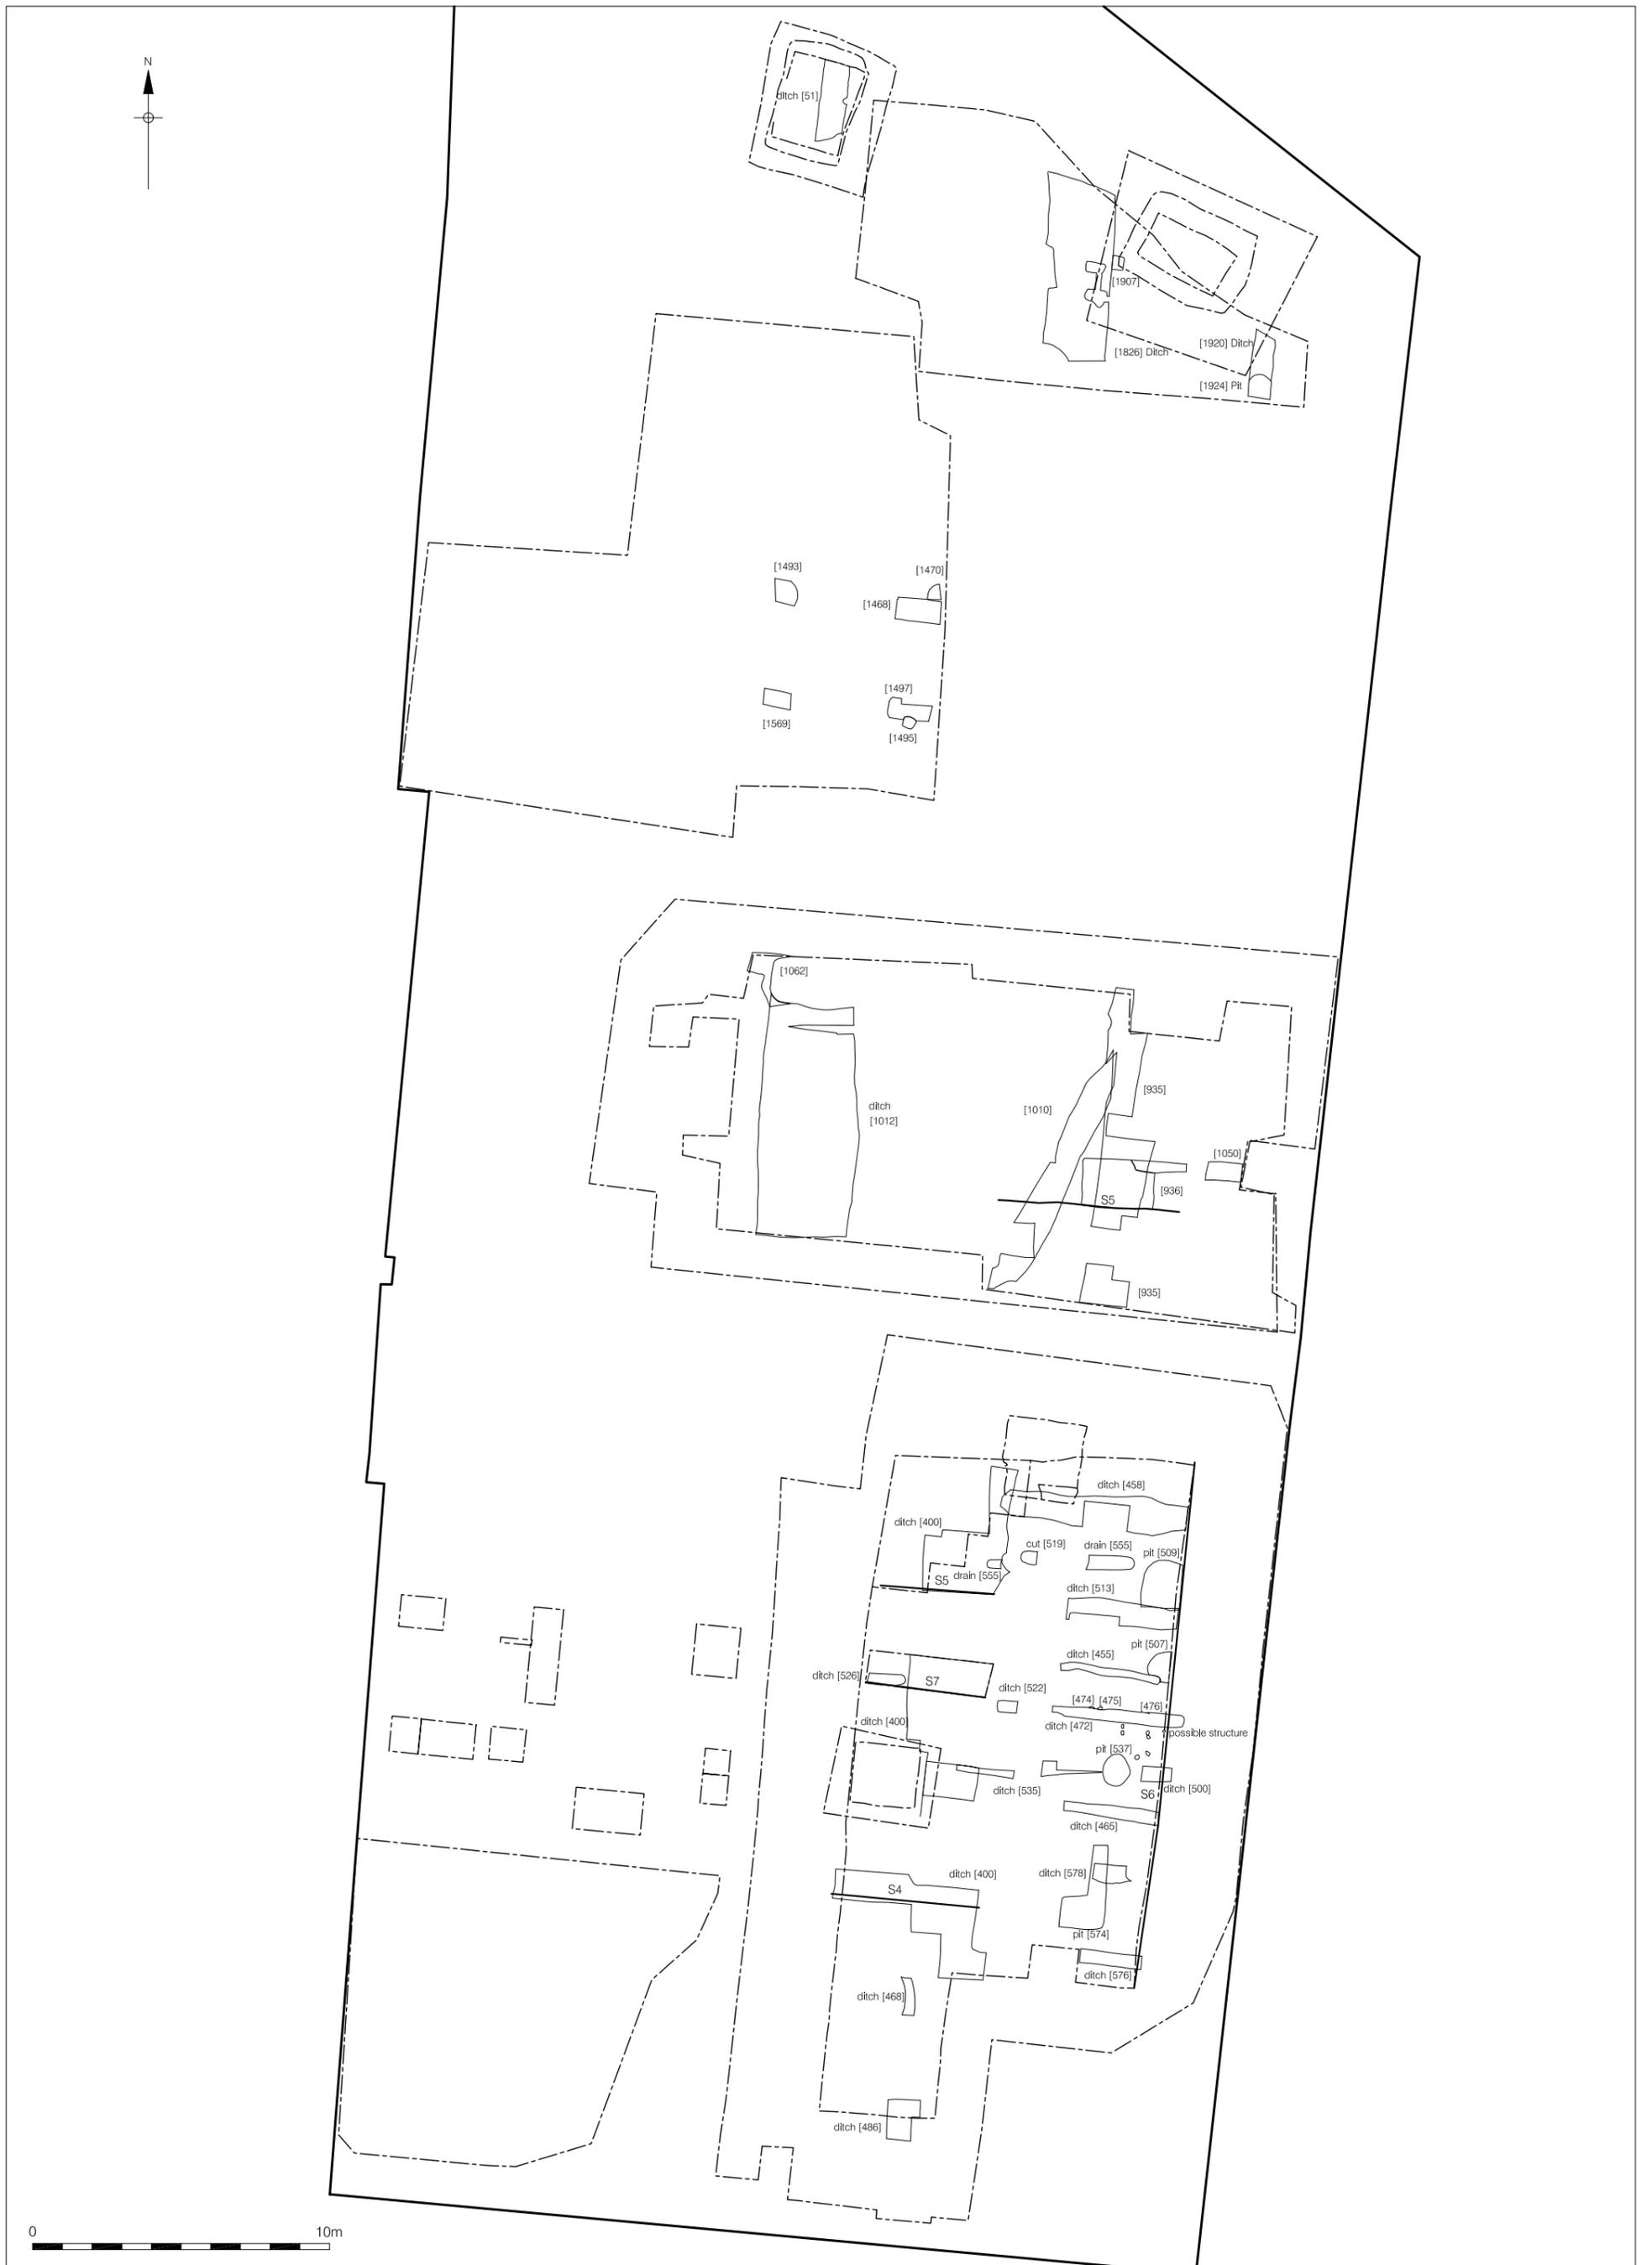 N
ditch [51]
[1907]
[1920] Ditch
[1826] Ditch
[1924] Pit
[1493]
[1470]
[1468]
[1497]
[1569]
[1495]
[1062]
[935]
ditch
[1012]
[1010]
[1050]
[936]
S5
[935]
ditch [458]
ditch [400]
cut [519]
drain [555]
pit [509]
drain [555]
S5
ditch [513]
pit [507]
ditch [455]
ditch [526]
S7
ditch [522]
[474]
[475]
[476]
ditch [400]
ditch [472]
possible structure
pit [537]
ditch [535]
ditch [500]
S6
ditch [465]
ditch [578]
ditch [400]
S4
pit [574]
ditch [576]
ditch [468]
ditch [486]
0
10m